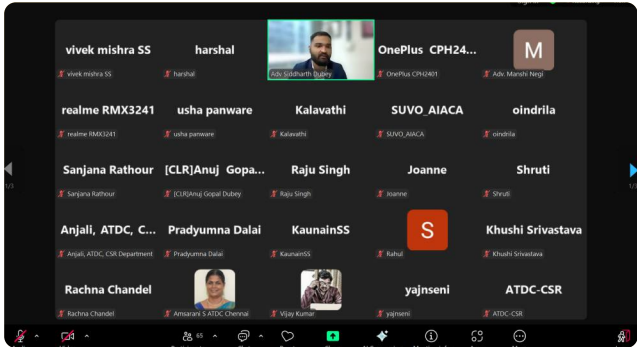 vivek mishra SS
harshal
OnePlus CPH24...
M
vivek mishra SS
harshal
Adv Siddharth Dubey
OnePlus CPH2401
Adv. Manshi Negi
realme RMX3241
usha panware
Kalavathi
SUVO_AIACA
oindrila
realme RMX3241
usha panware
Kalavathi
SUVO_AIACA
oindrila
Sanjana Rathour
[CLR]Anuj Gopa...
Raju Singh
Joanne
Shruti
1/3
1/3
Sanjana Rathour
[CLR]Anuj Gopal Dubey
Raju Singh
Joanne
Shruti
Anjali, ATDC, C...
Pradyumna Dalai
KaunainSS
S
Khushi Srivastava
Anjali, ATDC, CSR Department
Pradyumna Dalai
KaunainSS
Rahul
Khushi Srivastava
Rachna Chandel
yajnseni
ATDC-CSR
Rachna Chandel
Amsarani S ATDC Chennai
Vijay Kumar
yajnseni
ATDC-CSR
65